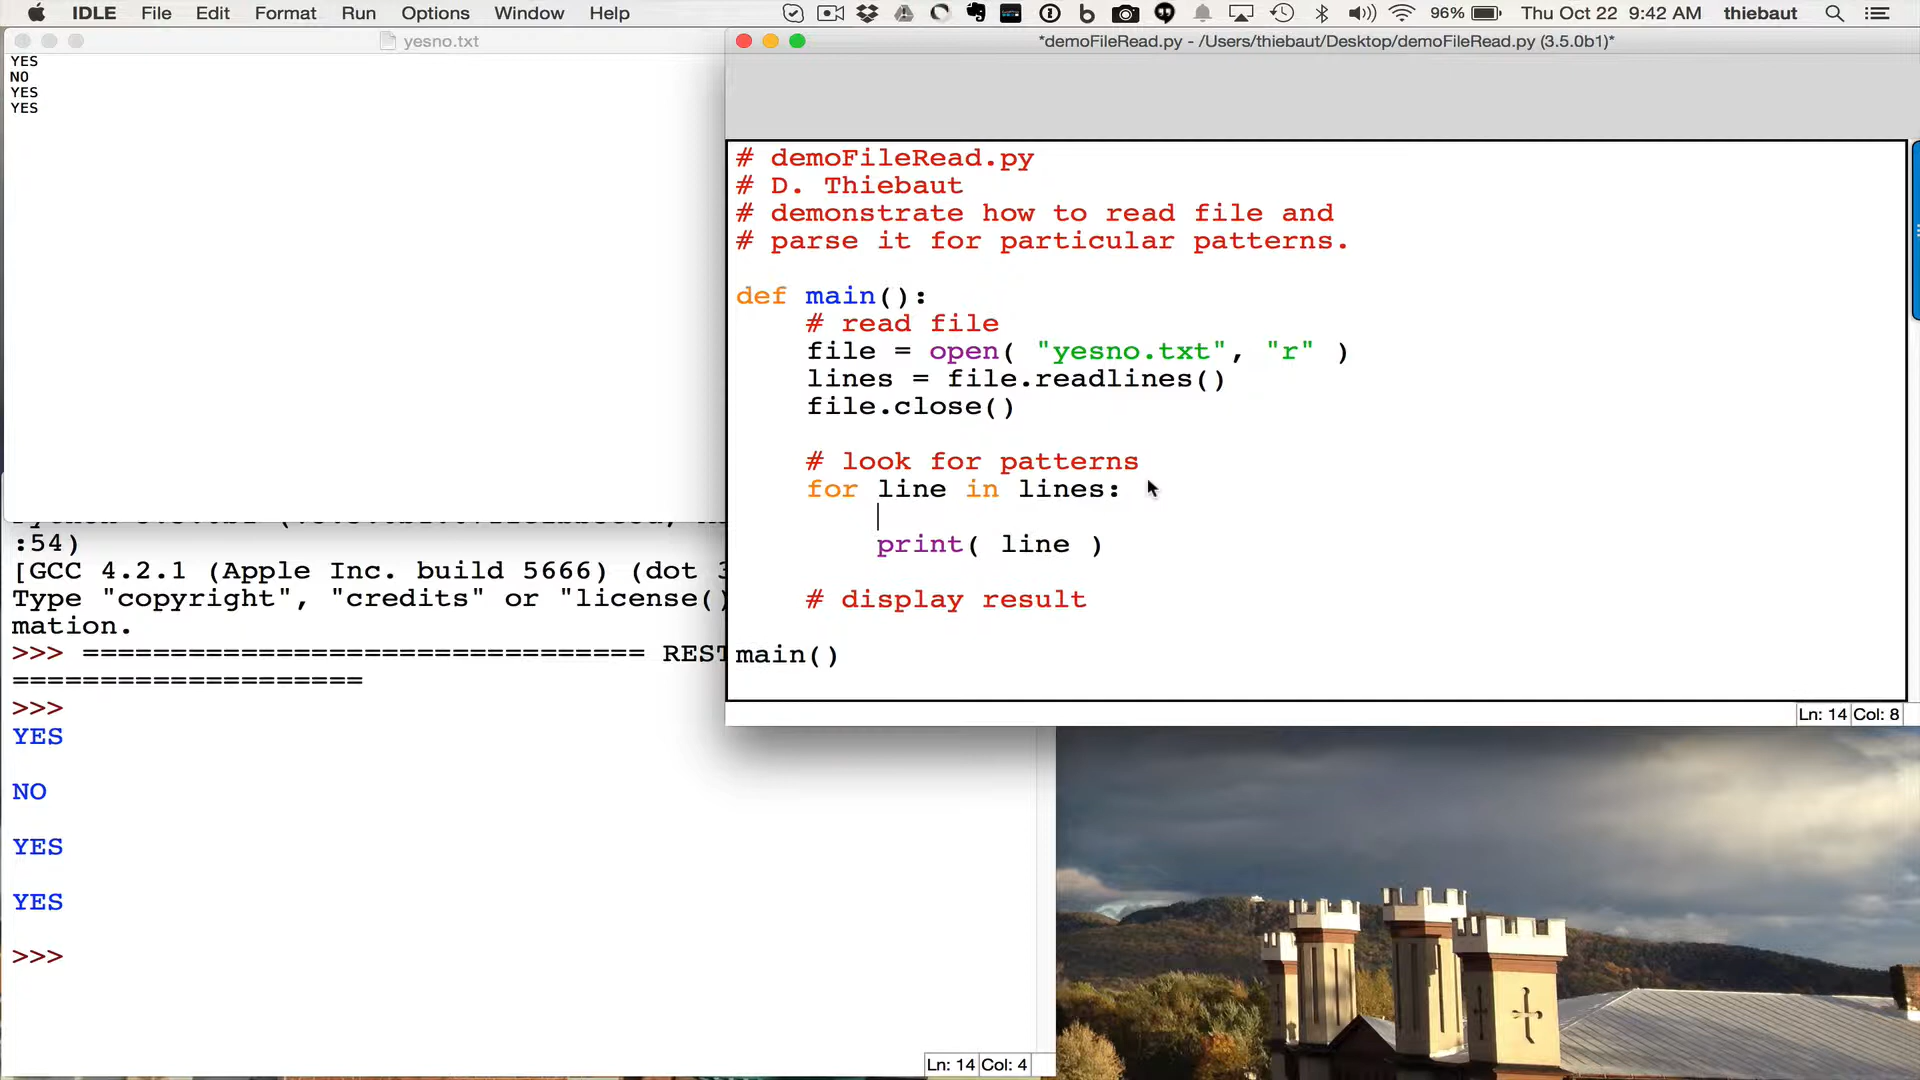 IDLE File Edit Format Run Options Window Help 96% Thu Oct 22 9:42 AM thiebaut
yesno.txt
YES
NO
YES
YES
*demoFileRead.py - /Users/thiebaut/Desktop/demoFileRead.py (3.5.0b1)*
# demoFileRead.py
# D. Thiebaut
# demonstrate how to read file and
# parse it for particular patterns.
def main():
# read file
file = open( "yesno.txt", "r" )
lines = file.readlines()
file.close()
# look for patterns
for line in lines:
print( line )
# display result
main()
Ln: 14 Col: 8
:54)
[GCC 4.2.1 (Apple Inc. build 5666) (dot 3
Type "copyright", "credits" or "license()
mation.
>>> ================================ REST
====================
>>>
YES
NO
YES
YES
>>>
Ln: 14 Col: 4